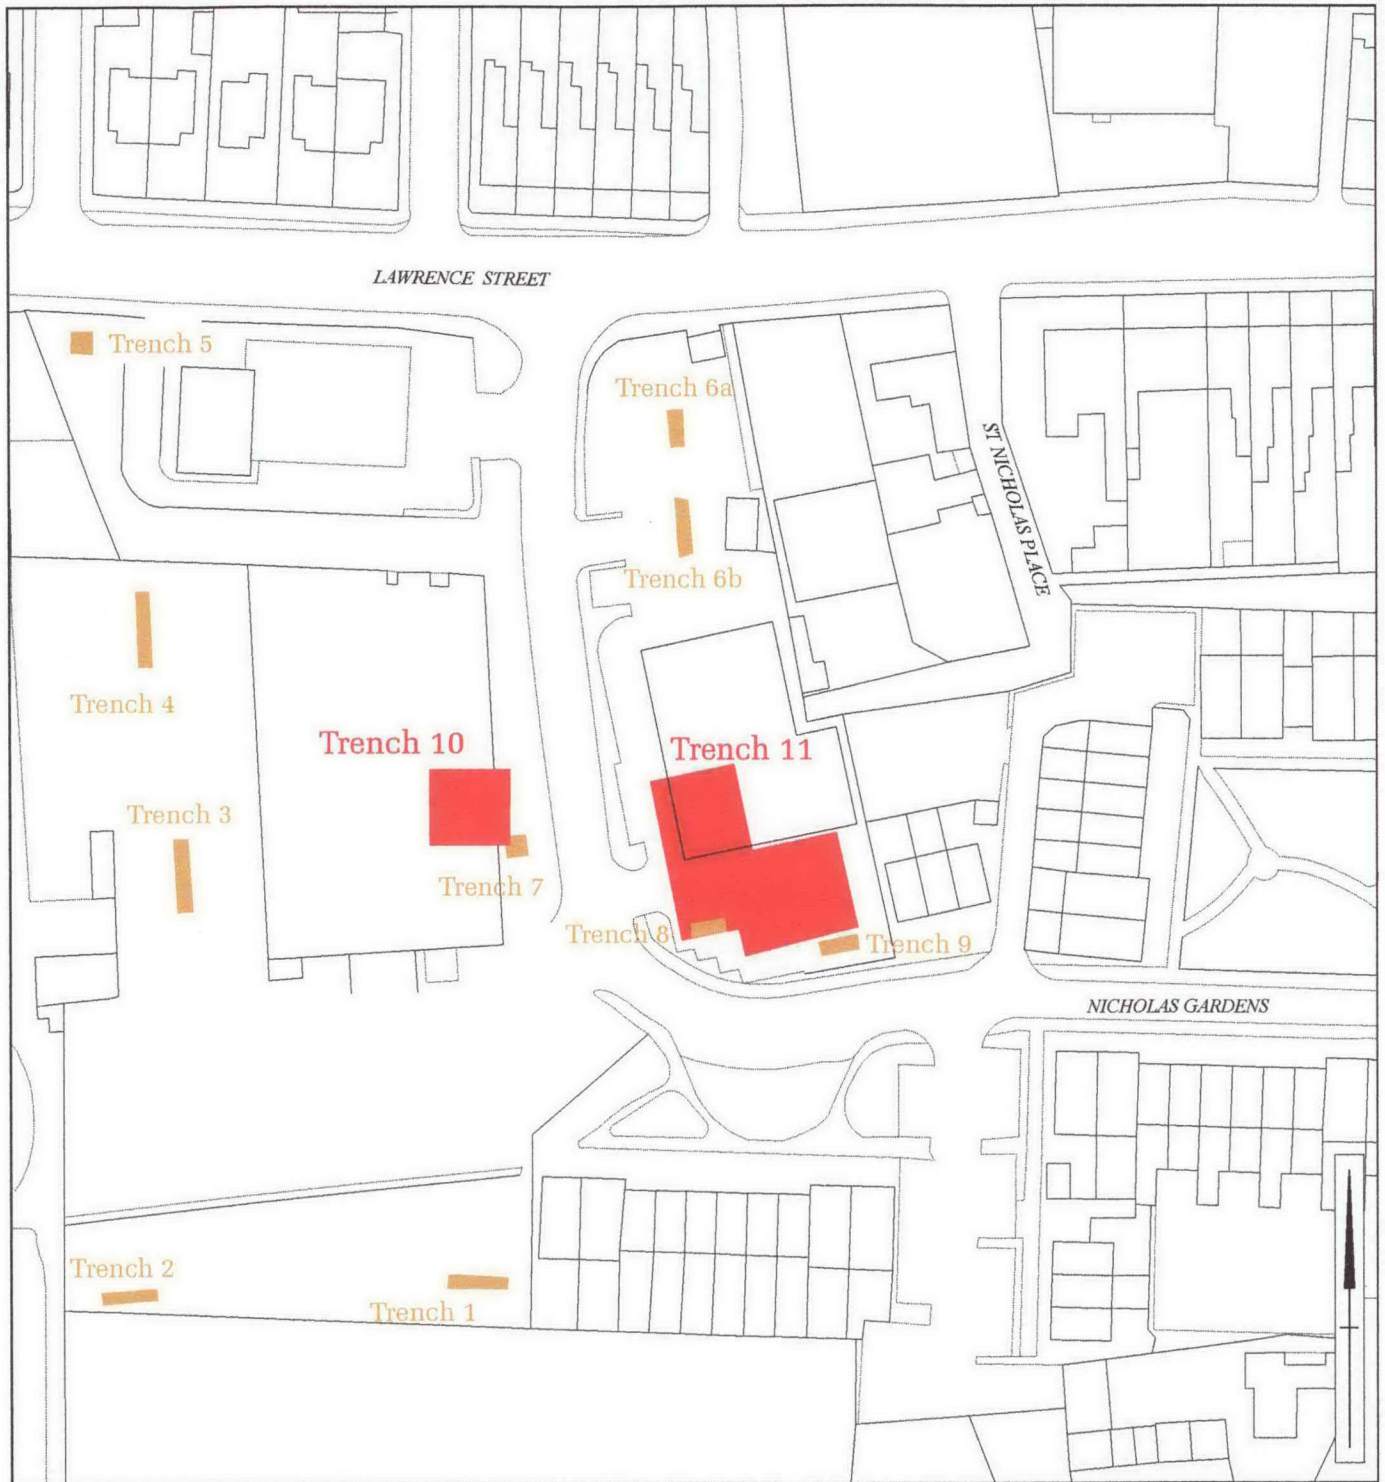 LAWRENCE STREET
Trench 5
Trench 6a
ST NICHOLAS PLACE
Trench 6b
Trench 4
Trench 10
Trench 11
Trench 3
Trench 7
Trench 8
Trench 9
NICHOLAS GARDENS
Trench 2
Trench 1